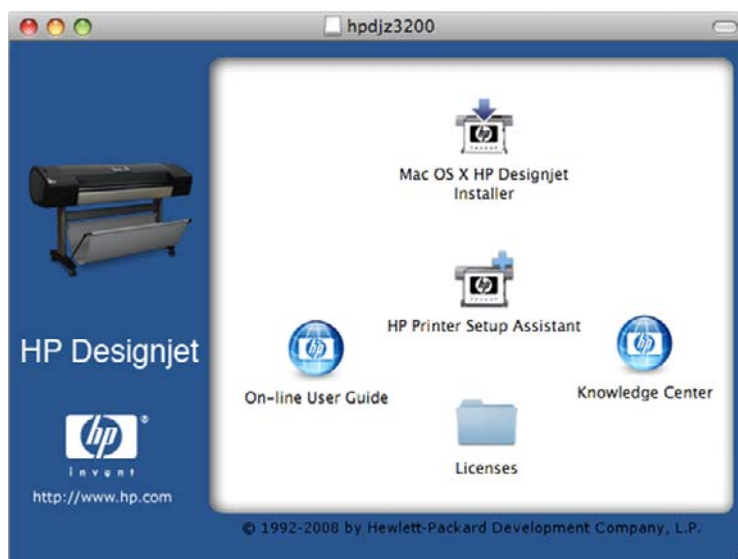 hpdjz3200
Mac OS X HP Designjet
Installer
HP Printer Setup Assistant
On-line User Guide
Knowledge Center
Licenses
HP Designjet
hp
®
invent
http://www.hp.com
© 1992-2008 by Hewlett-Packard Development Company, L.P.